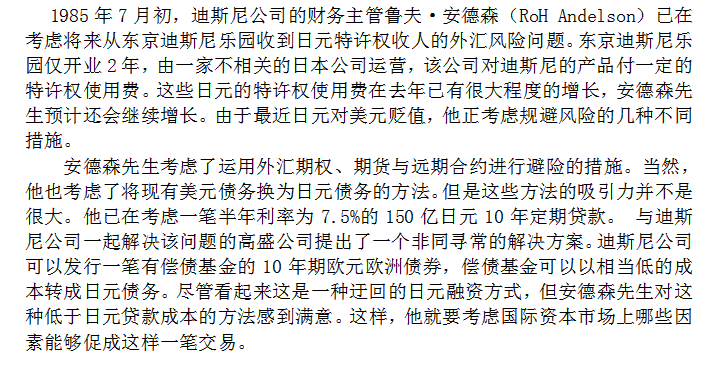 1985 年 7 月初，迪斯尼公司的财务主管鲁夫·安德森（RoH Andelson）已在
考虑将来从东京迪斯尼乐园收到日元特许权收人的外汇风险问题。东京迪斯尼乐
园仅开业 2 年，由一家不相关的日本公司运营，该公司对迪斯尼的产品付一定的
特许权使用费。这些日元的特许权使用费在去年已有很大程度的增长，安德森先
生预计还会继续增长。由于最近日元对美元贬值，他正考虑规避风险的几种不同
措施。
安德森先生考虑了运用外汇期权、期货与远期合约进行避险的措施。当然，
他也考虑了将现有美元债务换为日元债务的方法。但是这些方法的吸引力并不是
很大。他已在考虑一笔半年利率为 7.5%的 150 亿日元 10 年定期贷款。 与迪斯
尼公司一起解决该问题的高盛公司提出了一个非同寻常的解决方案。迪斯尼公司
可以发行一笔有偿债基金的 10 年期欧元欧洲债券，偿债基金可以以相当低的成
本转成日元债务。尽管看起来这是一种迂回的日元融资方式，但安德森先生对这
种低于日元贷款成本的方法感到满意。这样，他就要考虑国际资本市场上哪些因
素能够促成这样一笔交易。